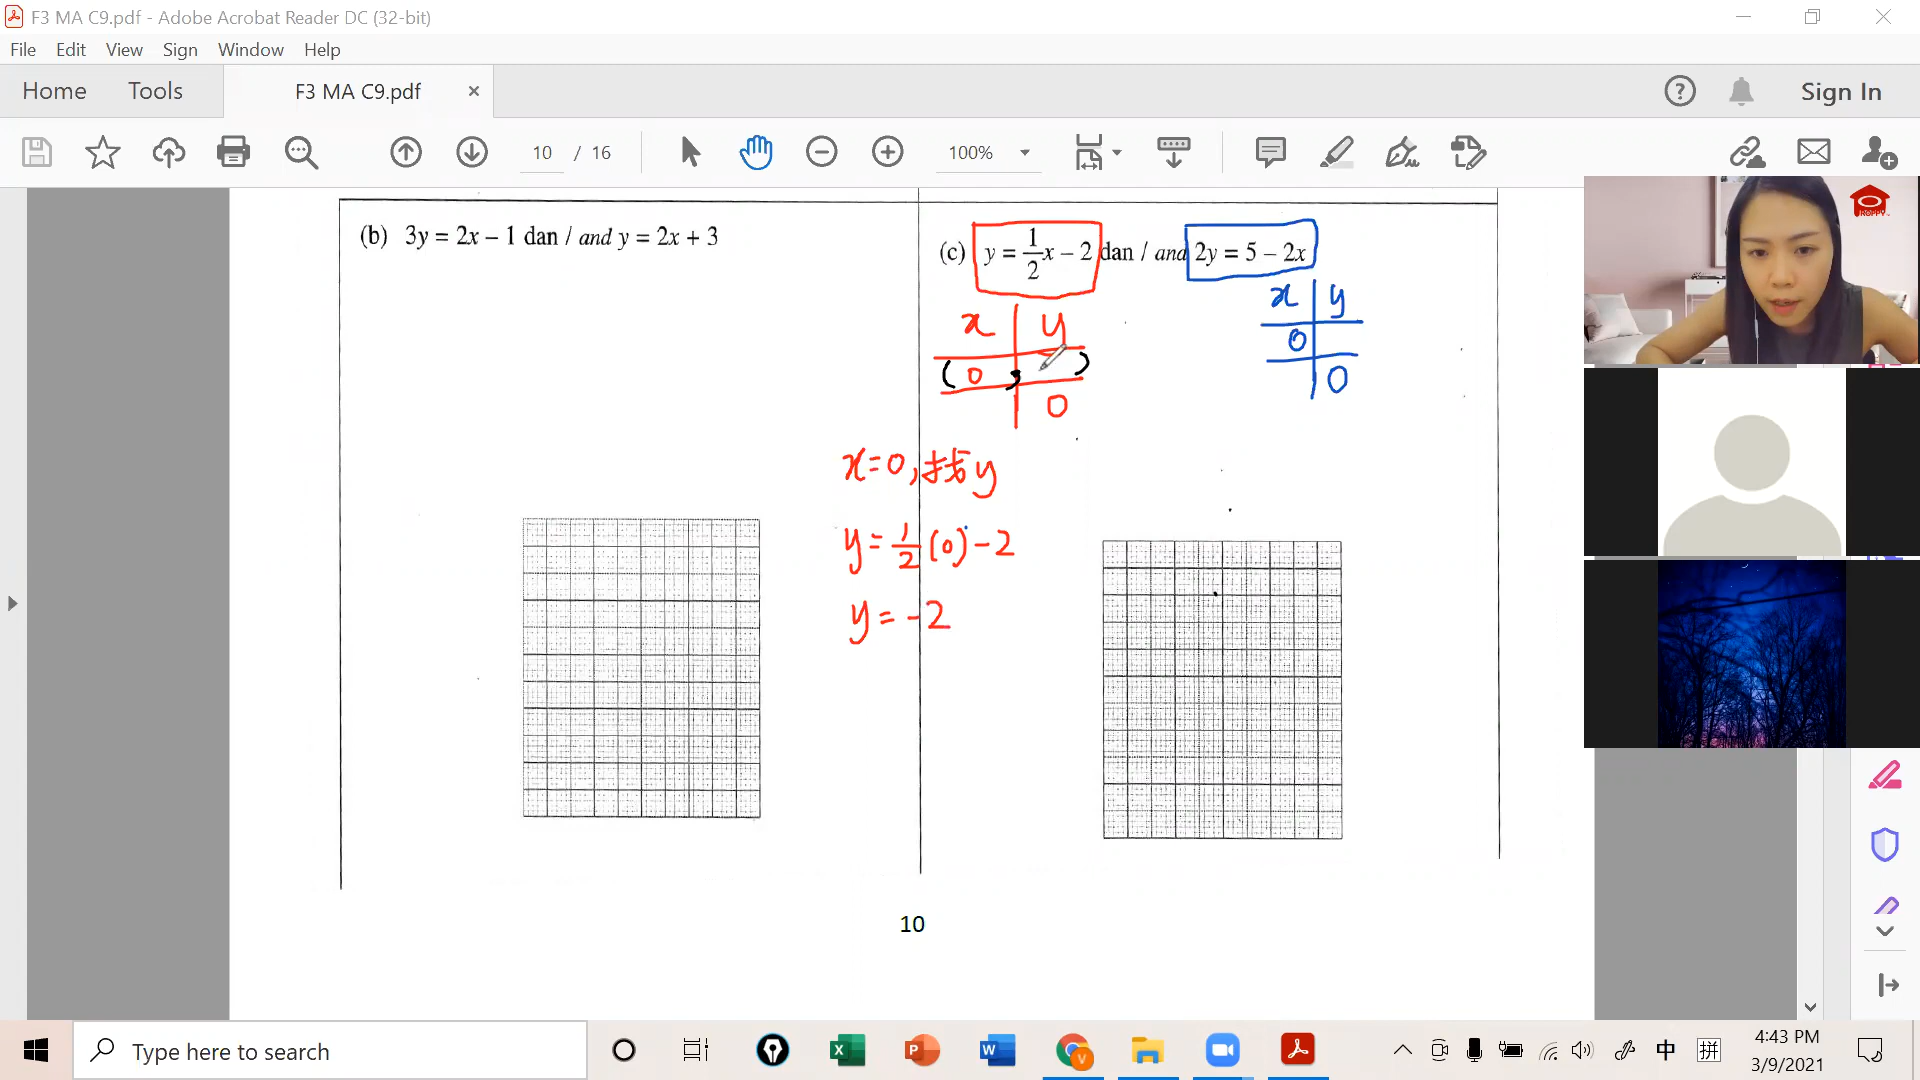 F3 MA C9.pdf - Adobe Acrobat Reader DC (32-bit)
File Edit View Sign Window Help
Home Tools F3 MA C9.pdf × Sign In
10 / 16 100%
(b) 3y = 2x – 1 dan / and y = 2x + 3
(c) y = 1/2 x – 2 dan / and 2y = 5 – 2x
x y
(0 , )
0
x y
0
0
x=0, 找 y
y = 1/2 (0) - 2
y = -2
10
PROPPY
Type here to search
中 拼
4:43 PM
3/9/2021